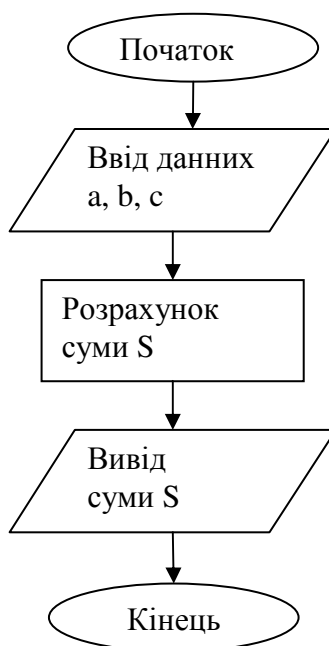 Початок
Ввід данних
a, b, c
Розрахунок
суми S
Вивід
суми S
Кінець